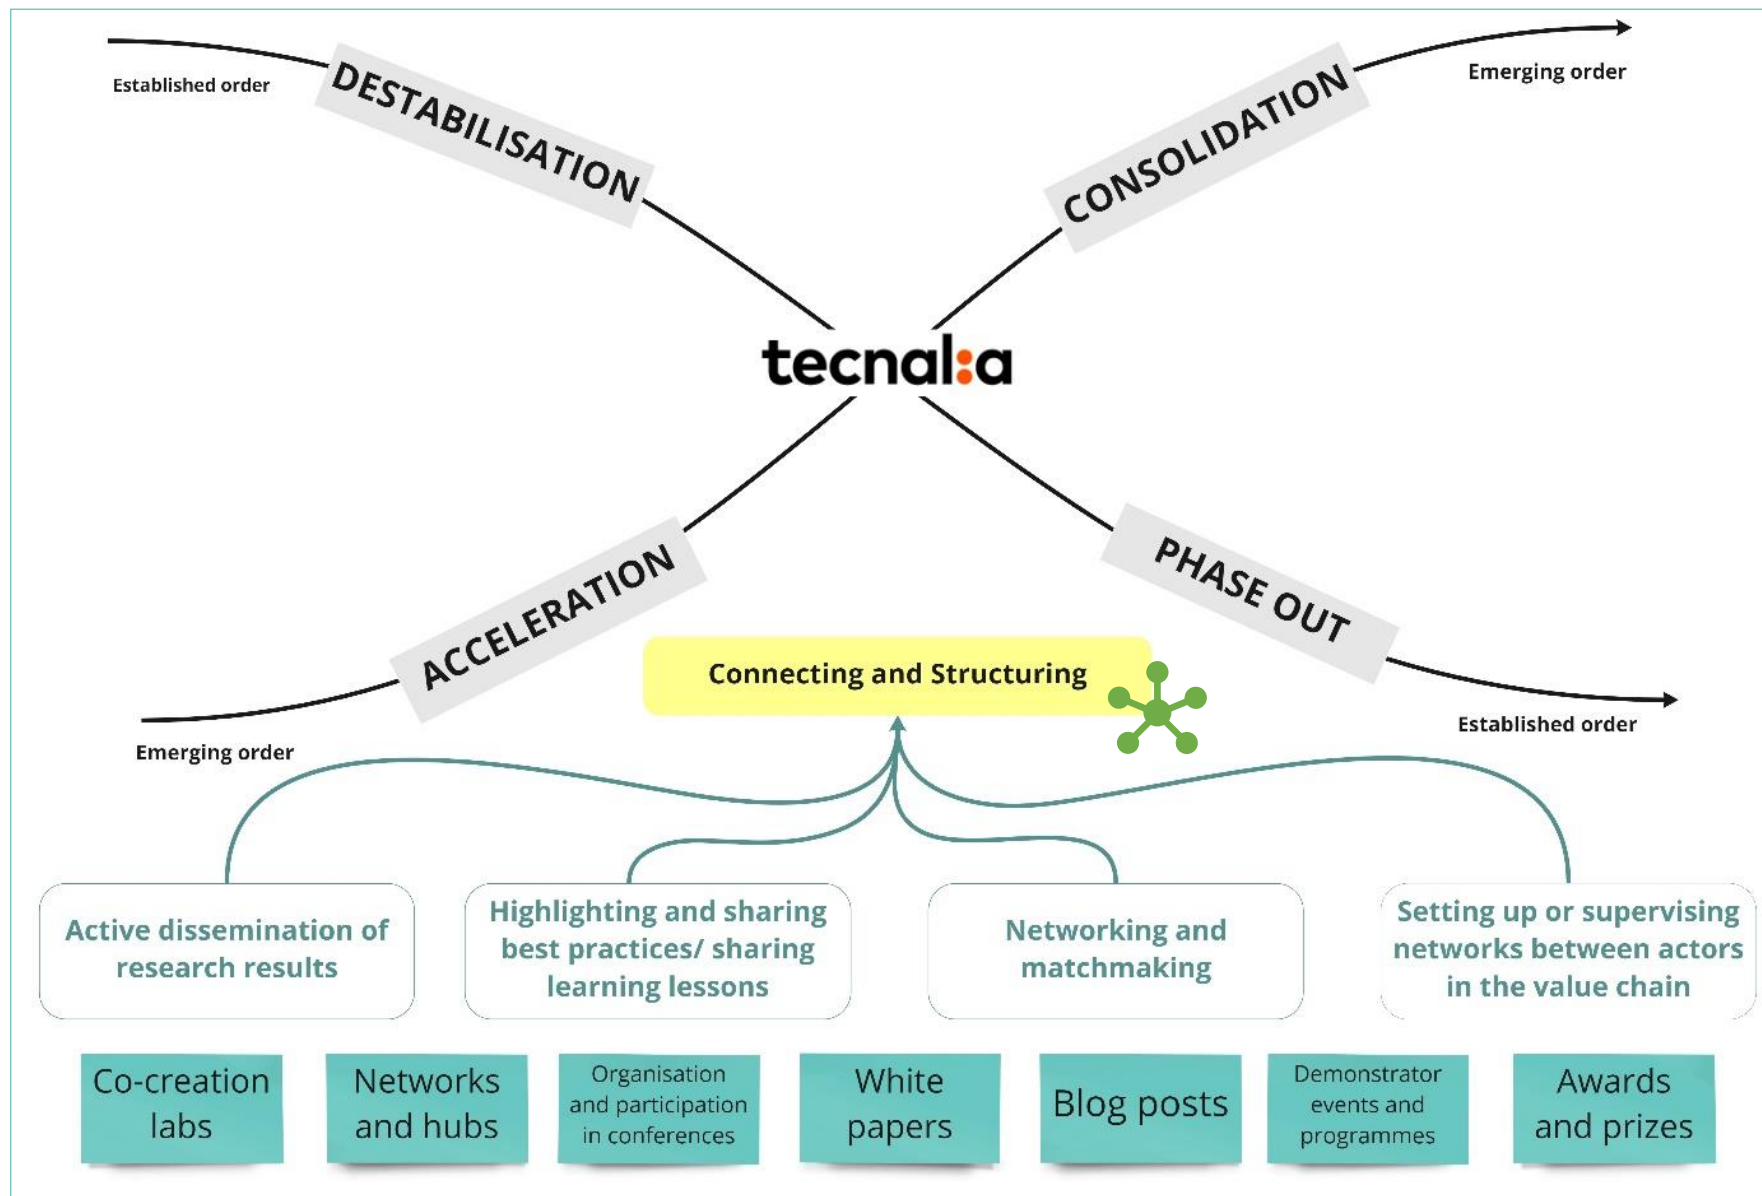 Established order
DESTABILISATION
CONSOLIDATION
Emerging order
tecnal:a
ACCELERATION
PHASE OUT
Connecting and Structuring
Emerging order
Established order
Active dissemination of
research results
Highlighting and sharing
best practices/ sharing
learning lessons
Networking and
matchmaking
Setting up or supervising
networks between actors
in the value chain
Co-creation
labs
Networks
and hubs
Organisation
and participation
in conferences
White
papers
Blog posts
Demonstrator
events and
programmes
Awards
and prizes